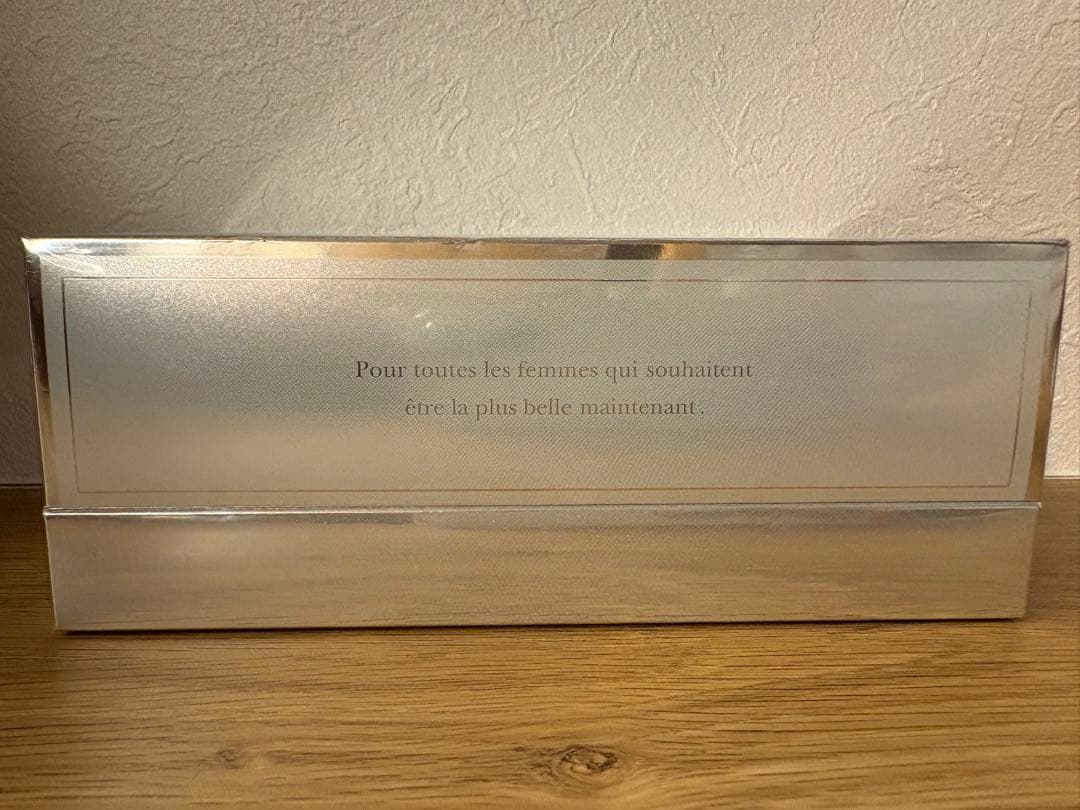 Pour toutes les femmes qui souhaitent
être la plus belle maintenant.